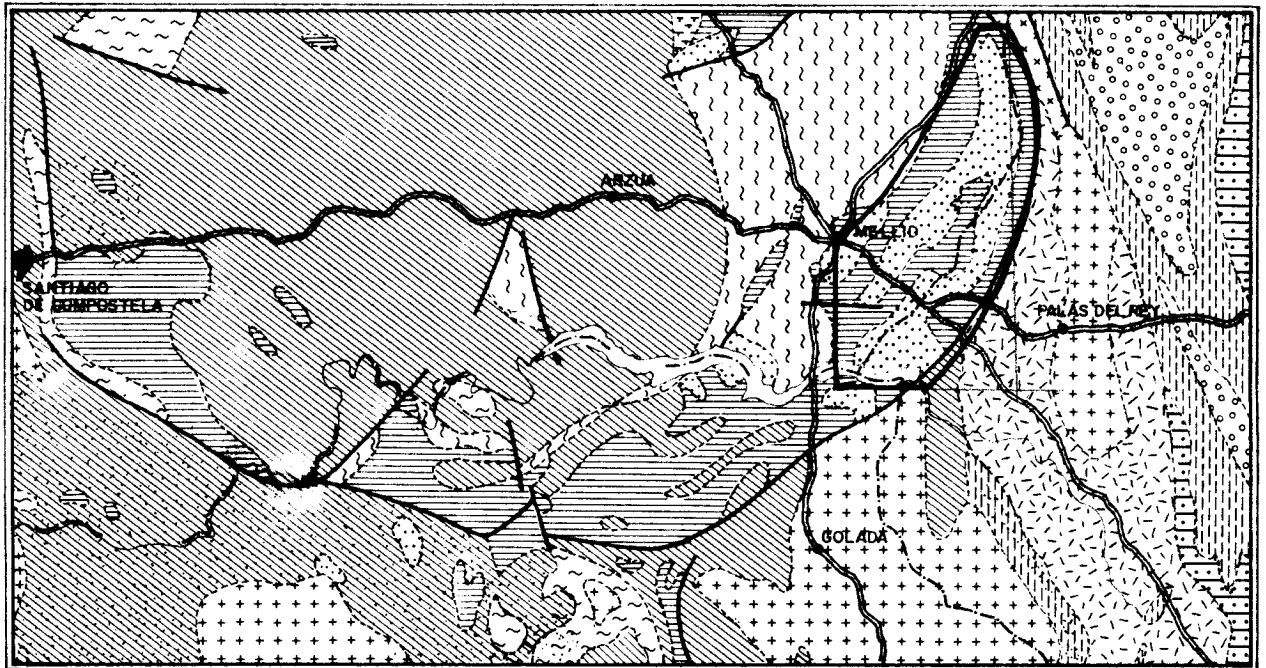 ARZUA
MELLID
SANTIAGO
DE COMPOSTELA
PALAS DEL REY
GOLADA